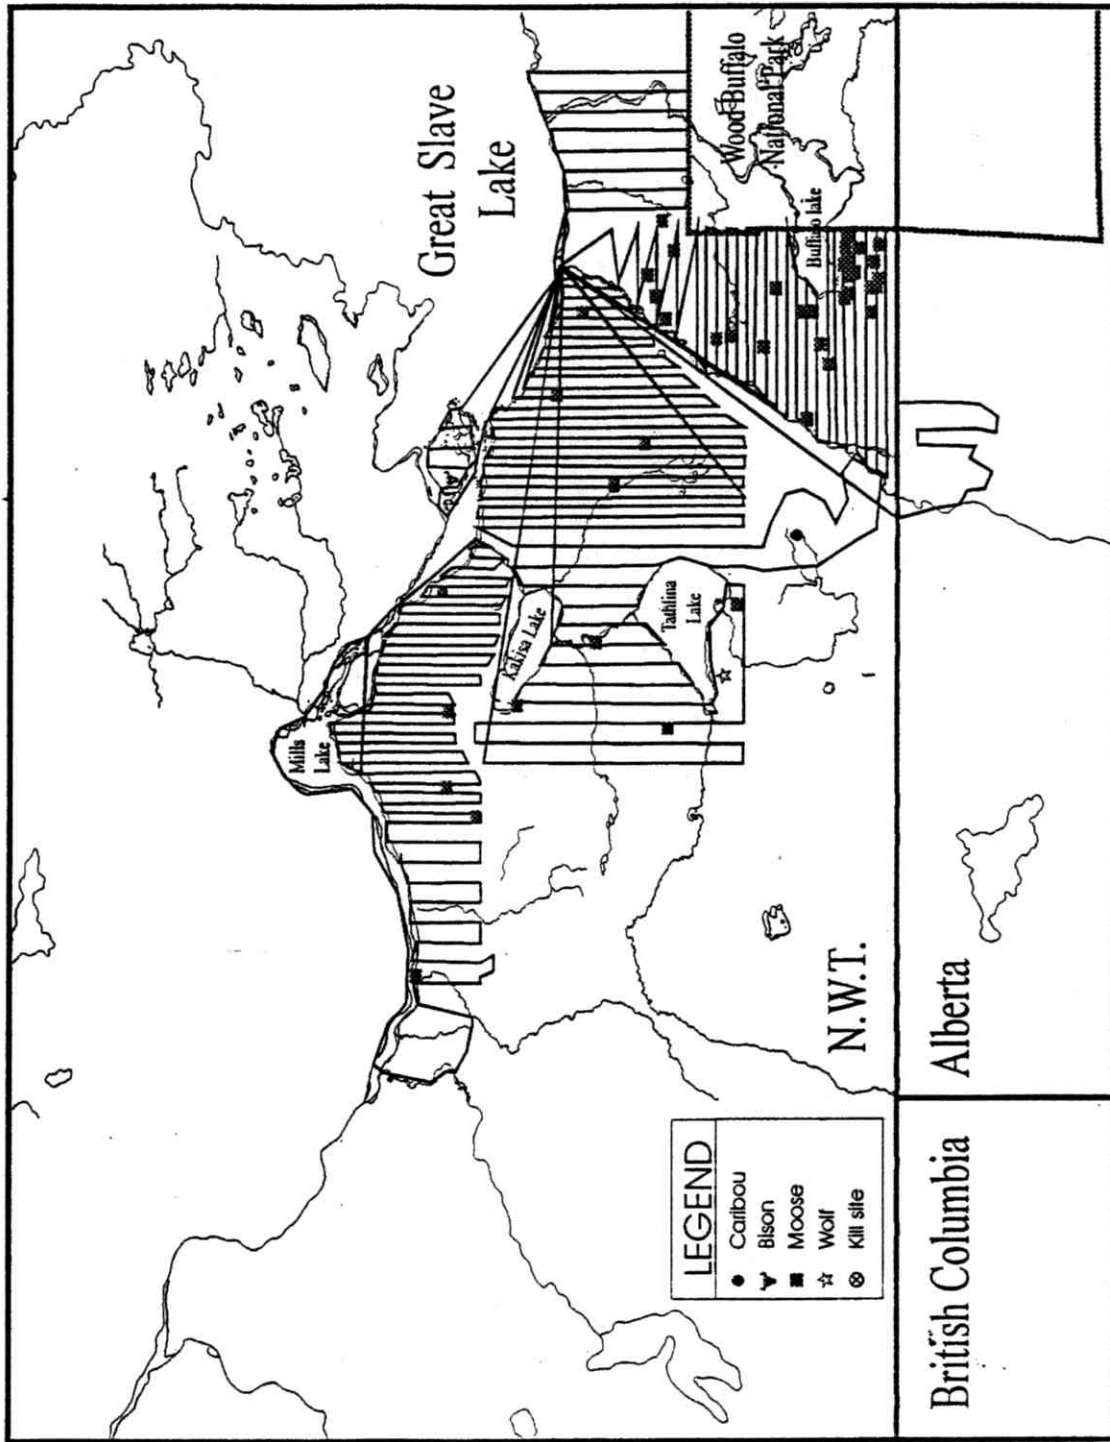 Great Slave
Lake
Wood Buffalo
National Park
Buffalo lake
Mills
Lake
Kakisa Lake
Tathlina
Lake
N.W.T.
Alberta
British Columbia
LEGEND
Caribou
Bison
Moose
Wolf
Kill site